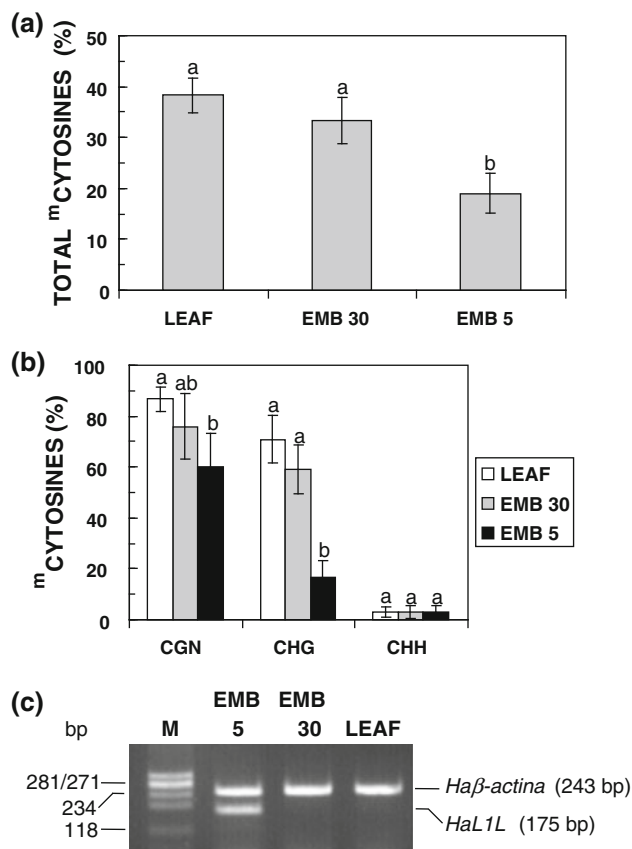 (a)
TOTAL mCYTOSINES (%)
50
40
30
20
10
0
a
a
b
LEAF EMB 30 EMB 5
(b)
mCYTOSINES (%)
100
80
60
40
20
0
a ab b
a a b
a a a
CGN CHG CHH
LEAF
EMB 30
EMB 5
(c)
EMB EMB
bp M 5 30 LEAF
281/271
234
118
Haβ-actina (243 bp)
HaL1L (175 bp)